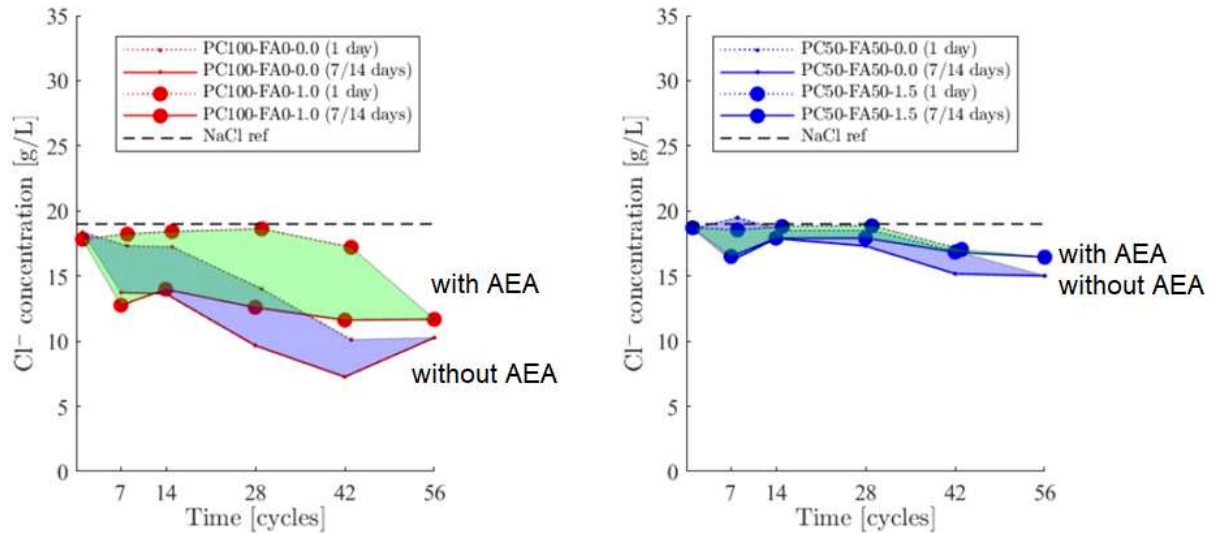 35
30
25
20
15
10
5
0
Cl⁻ concentration [g/L]
PC100-FA0-0.0 (1 day)
PC100-FA0-0.0 (7/14 days)
PC100-FA0-1.0 (1 day)
PC100-FA0-1.0 (7/14 days)
NaCl ref
with AEA
without AEA
7 14 28 42 56
Time [cycles]
35
30
25
20
15
10
5
0
Cl⁻ concentration [g/L]
PC50-FA50-0.0 (1 day)
PC50-FA50-0.0 (7/14 days)
PC50-FA50-1.5 (1 day)
PC50-FA50-1.5 (7/14 days)
NaCl ref
with AEA
without AEA
7 14 28 42 56
Time [cycles]